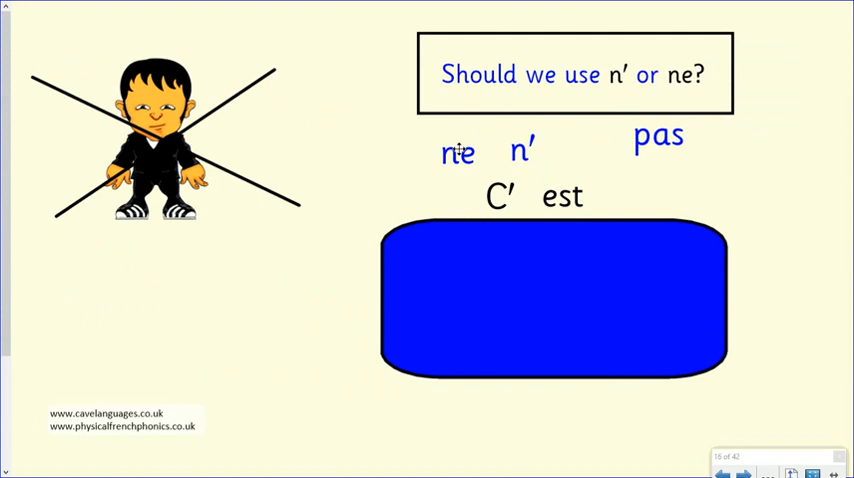 Should we use n' or ne?
ne n' pas
C' est
www.cavelanguages.co.uk
www.physicalfrenchphonics.co.uk
16 of 42